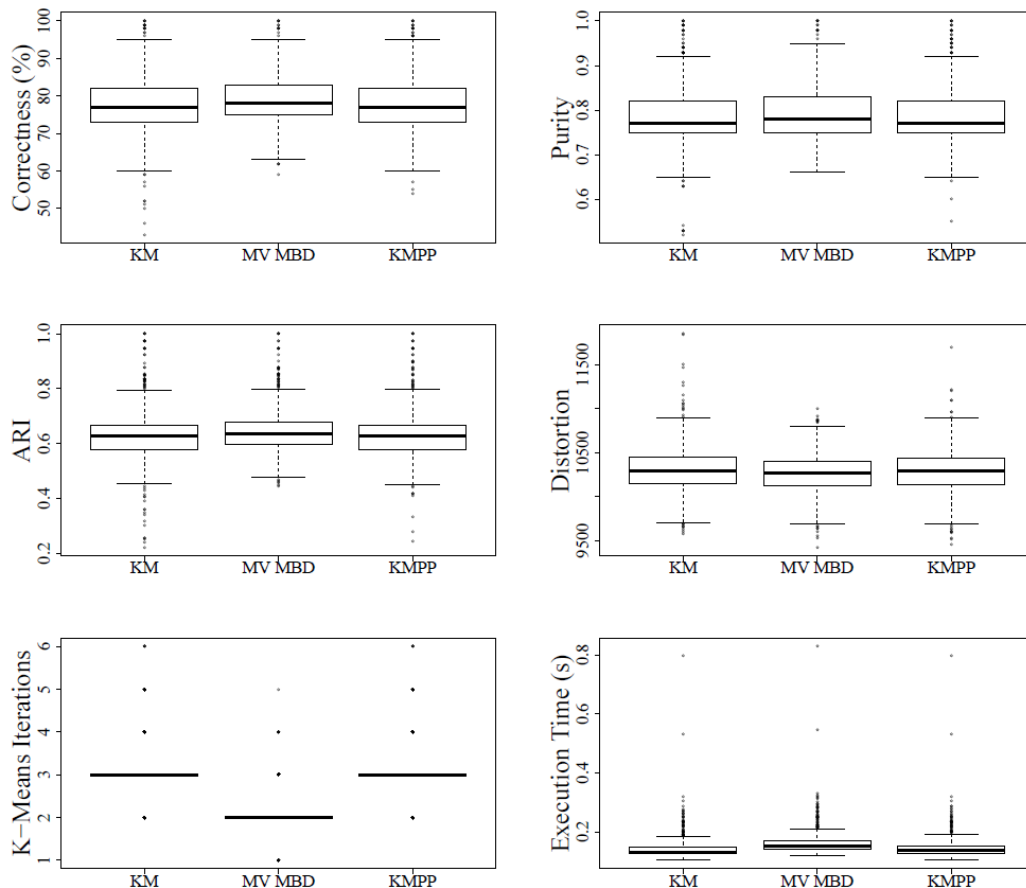 Correctness (%)
100
90
80
70
60
50
KM
MV MBD
KMPP
Purity
1.0
0.9
0.8
0.7
0.6
KM
MV MBD
KMPP
ARI
1.0
0.8
0.6
0.4
0.2
KM
MV MBD
KMPP
Distortion
11500
10500
9500
KM
MV MBD
KMPP
K−Means Iterations
6
5
4
3
2
1
KM
MV MBD
KMPP
Execution Time (s)
0.8
0.6
0.4
0.2
KM
MV MBD
KMPP